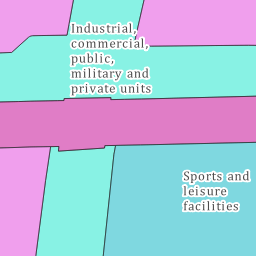 Industrial,
commercial,
public,
military and
private units
Sports and
leisure
facilities